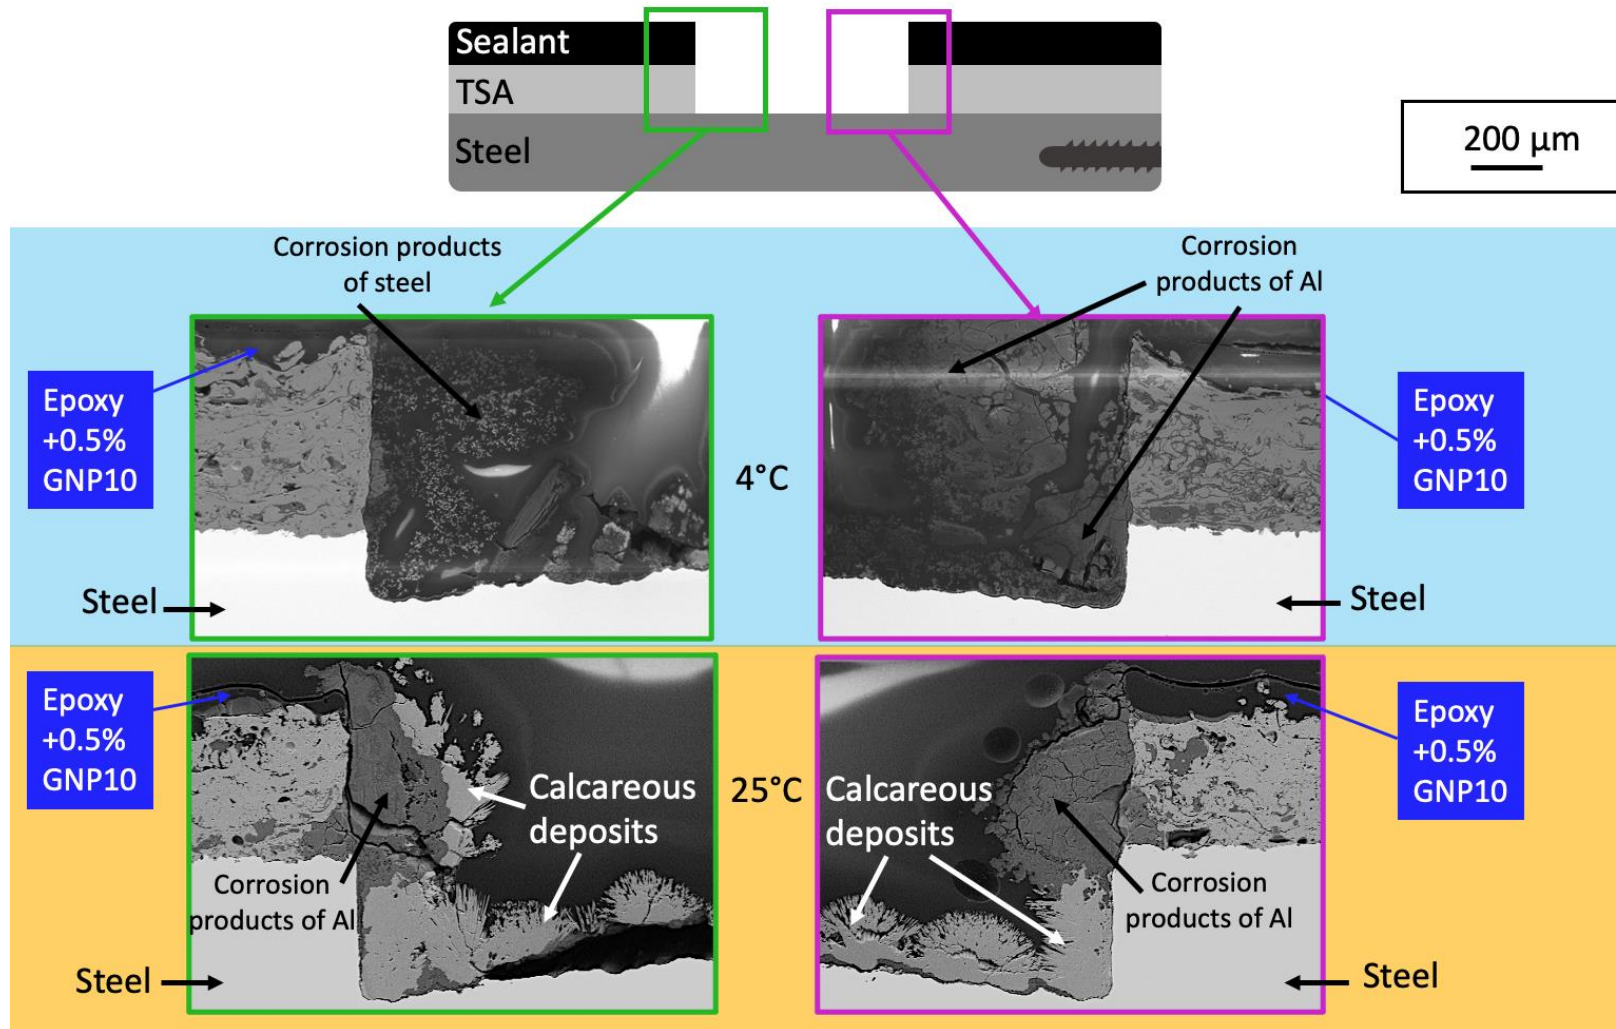 Sealant
TSA
Steel
200 µm
Corrosion products
of steel
Corrosion
products of Al
Epoxy
+0.5%
GNP10
4°C
Epoxy
+0.5%
GNP10
Steel
Steel
Epoxy
+0.5%
GNP10
Calcareous
deposits
25°C
Calcareous
deposits
Epoxy
+0.5%
GNP10
Corrosion
products of Al
Corrosion
products of Al
Steel
Steel